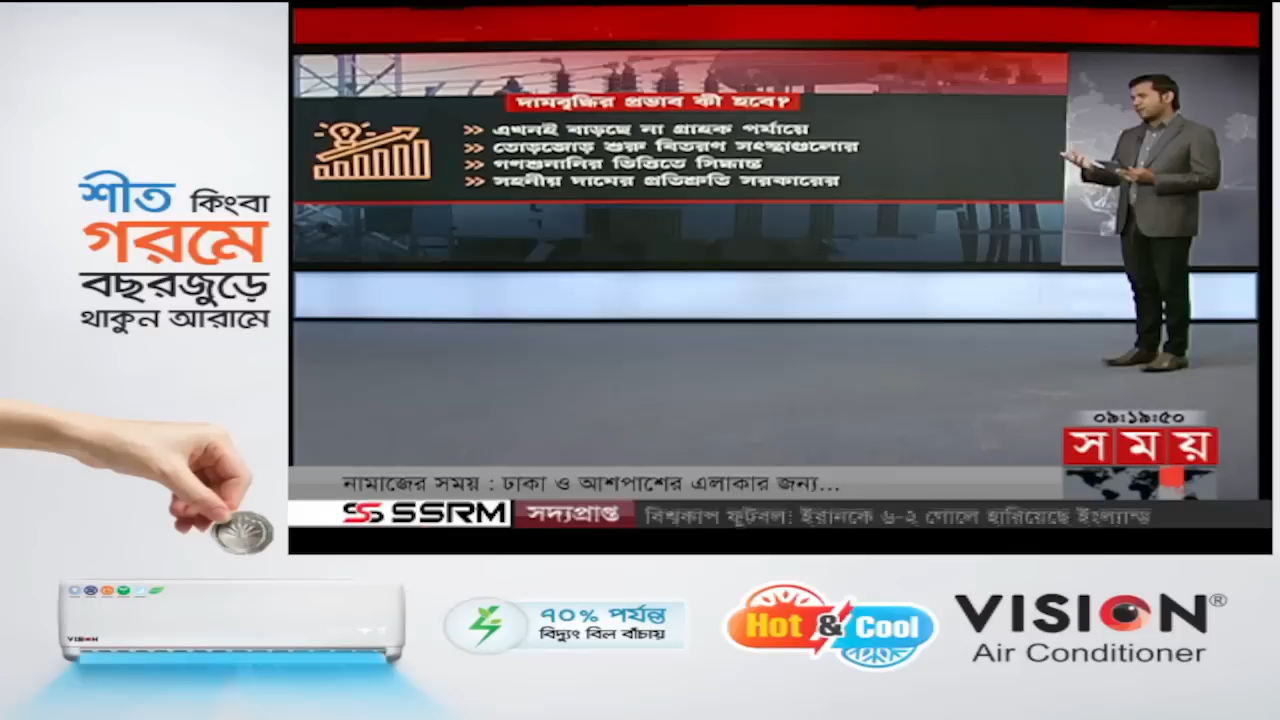 শীত কিংবা
গরমে
বছরজুড়ে
থাকুন আরামে
দামবৃদ্ধির প্রভাব কী হবে?
>> এখনই বাড়ছে না গ্রাহক পর্যায়ে
>> তোড়জোড় শুরু বিতরণ সংস্থাগুলোর
>> গণশুনানির ভিত্তিতে সিদ্ধান্ত
>> সহনীয় দামের প্রতিশ্রুতি সরকারের
০৯:১৯:৫০
সময়
নামাজের সময় : ঢাকা ও আশপাশের এলাকার জন্য...
SSRM সদ্যপ্রাপ্ত বিশ্বকাপ ফুটবল: ইরানকে ৬-২ গোলে হারিয়েছে ইংল্যান্ড
VISION
৭০% পর্যন্ত
বিদ্যুৎ বিল বাঁচায়
Hot & Cool
VISION®
Air Conditioner